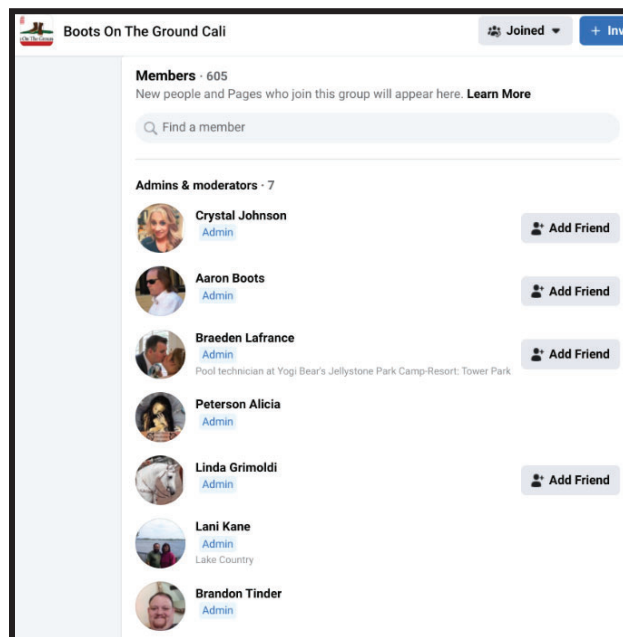 Boots On The Ground Cali
Joined
+ Inv
Members · 605
New people and Pages who join this group will appear here. Learn More
Find a member
Admins & moderators · 7
Crystal Johnson
Admin
Add Friend
Aaron Boots
Admin
Add Friend
Braeden Lafrance
Admin
Pool technician at Yogi Bear's Jellystone Park Camp-Resort: Tower Park
Add Friend
Peterson Alicia
Admin
Linda Grimoldi
Admin
Add Friend
Lani Kane
Admin
Lake Country
Brandon Tinder
Admin